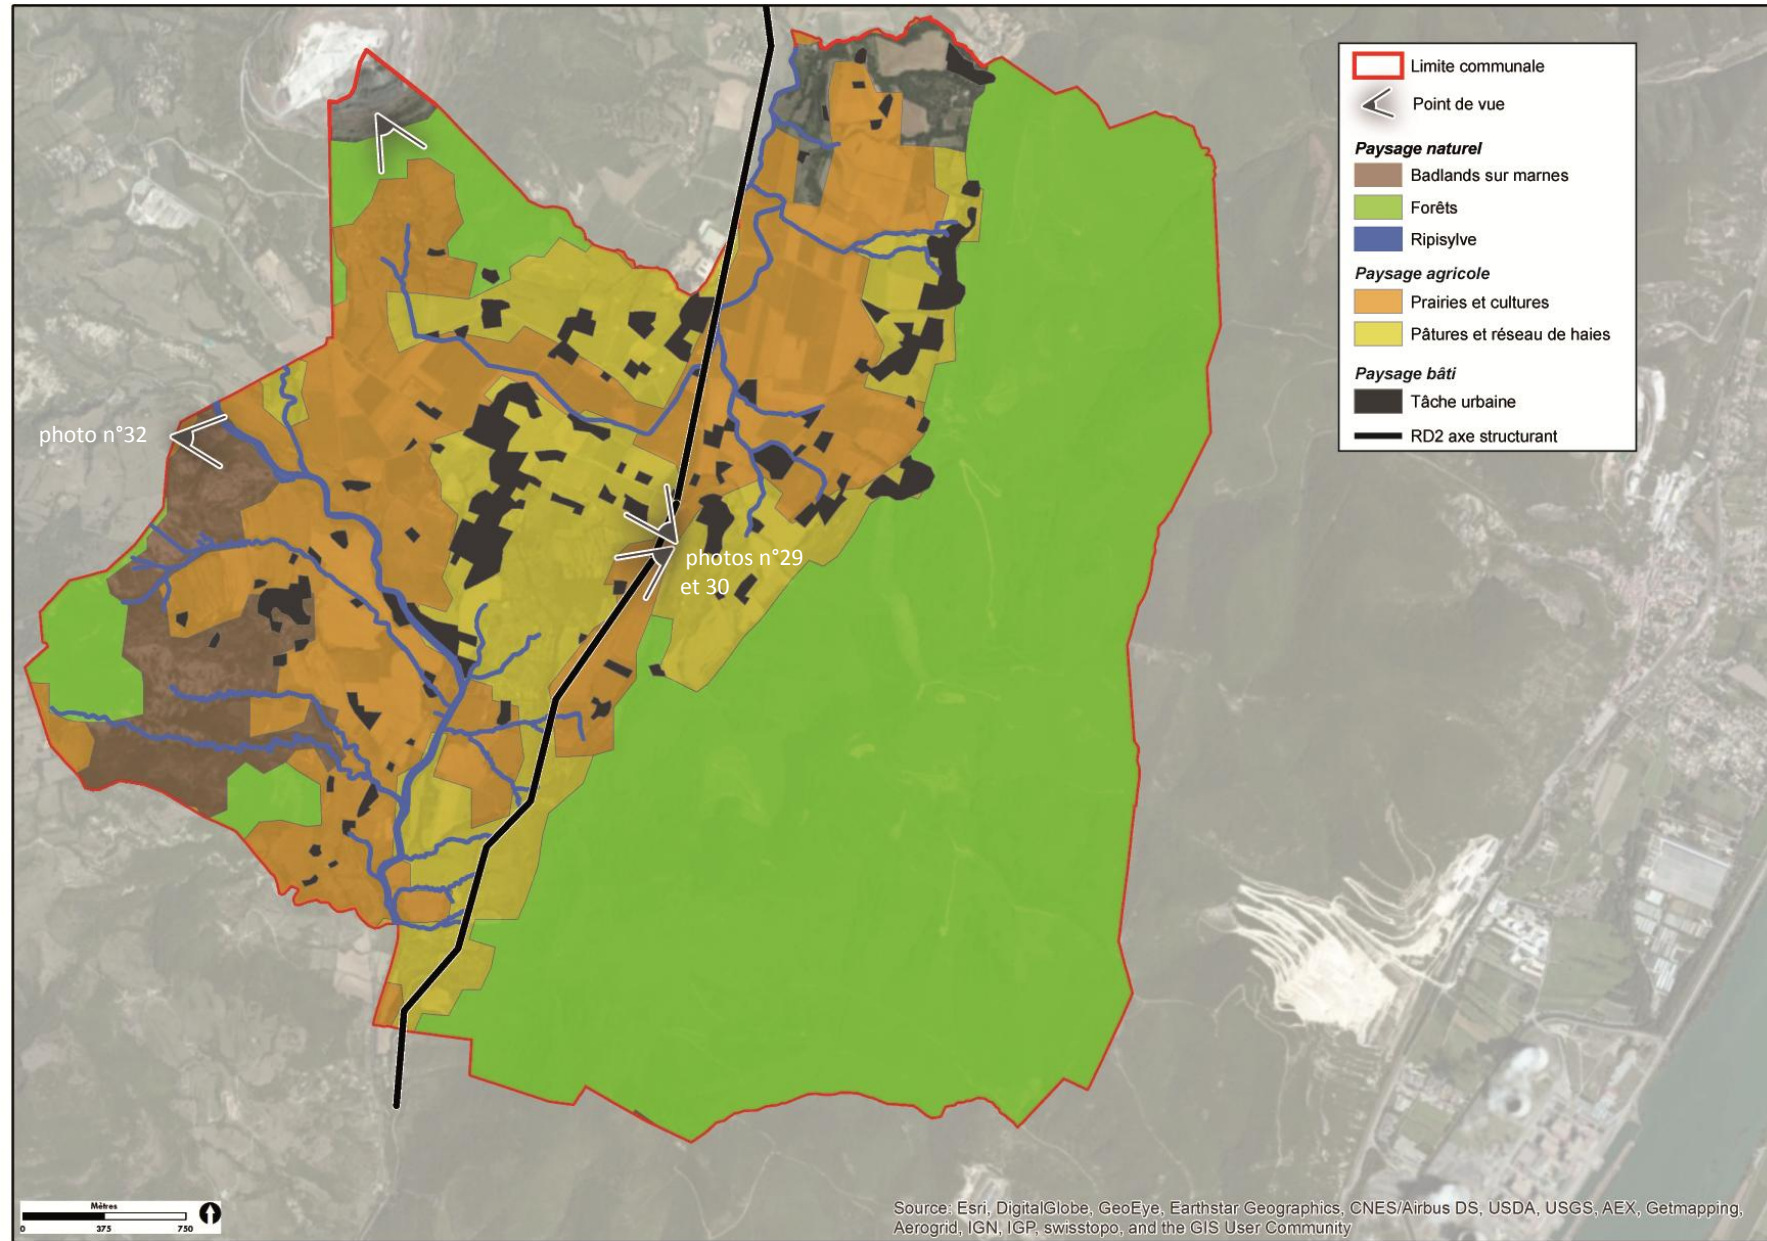 Limite communale
Point de vue
Paysage naturel
Badlands sur marnes
Forêts
Ripisylve
Paysage agricole
Prairies et cultures
Pâtures et réseau de haies
Paysage bâti
Tâche urbaine
RD2 axe structurant
photo n°32
photos n°29
et 30
Mètres
0 375 750
Source: Esri, DigitalGlobe, GeoEye, Earthstar Geographics, CNES/Airbus DS, USDA, USGS, AEX, Getmapping,
Aerogrid, IGN, IGP, swisstopo, and the GIS User Community